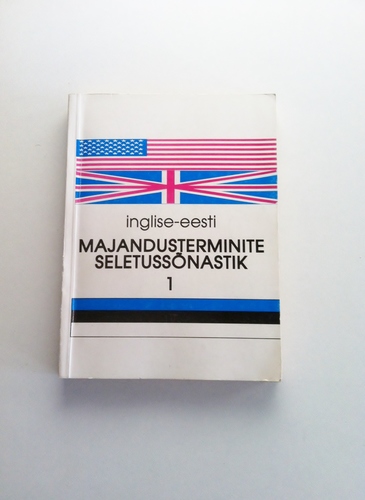 inglise-eesti
MAJANDUSTERMINITE
SELETUSSÕNASTIK
1